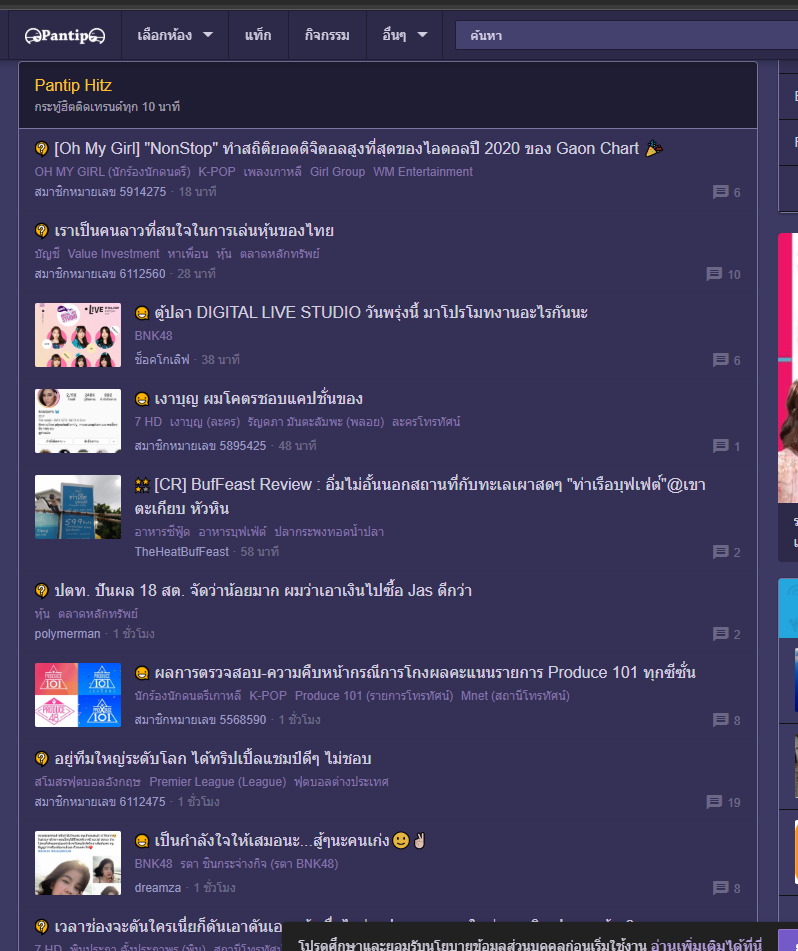 Pantip
เลือกห้อง
แท็ก
กิจกรรม
อื่นๆ
ค้นหา
Pantip Hitz
กระทู้ฮิตติดเทรนด์ทุก 10 นาที
[Oh My Girl] "NonStop" ทำสถิติยอดดิจิตอลสูงที่สุดของไอดอลปี 2020 ของ Gaon Chart 🎉
OH MY GIRL (นักร้องนักดนตรี) K-POP เพลงเกาหลี Girl Group WM Entertainment
สมาชิกหมายเลข 5914275 · 18 นาที
6
เราเป็นคนลาวที่สนใจในการเล่นหุ้นของไทย
บัญชี Value Investment หาเพื่อน หุ้น ตลาดหลักทรัพย์
สมาชิกหมายเลข 6112560 · 28 นาที
10
ตู้ปลา DIGITAL LIVE STUDIO วันพรุ่งนี้ มาโปรโมทงานอะไรกันนะ
BNK48
ช็อคโกเลิฟ · 38 นาที
6
เงาบุญ ผมโคตรชอบแคปชั่นของ
7 HD เงาบุญ (ละคร) รัญดภา มันตะลัมพะ (พลอย) ละครโทรทัศน์
สมาชิกหมายเลข 5895425 · 48 นาที
1
[CR] BufFeast Review : อิ่มไม่อั้นนอกสถานที่กับทะเลเผาสดๆ "ท่าเรือบุฟเฟต์"@เขา
ตะเกียบ หัวหิน
อาหารซีฟู้ด อาหารบุฟเฟ่ต์ ปลากระพงทอดน้ำปลา
TheHeatBufFeast · 58 นาที
2
ปตท. ปันผล 18 สต. จัดว่าน้อยมาก ผมว่าเอาเงินไปซื้อ Jas ดีกว่า
หุ้น ตลาดหลักทรัพย์
polymerman · 1 ชั่วโมง
2
ผลการตรวจสอบ-ความคืบหน้ากรณีการโกงผลคะแนนรายการ Produce 101 ทุกซีซั่น
นักร้องนักดนตรีเกาหลี K-POP Produce 101 (รายการโทรทัศน์) Mnet (สถานีโทรทัศน์)
สมาชิกหมายเลข 5568590 · 1 ชั่วโมง
8
อยู่ทีมใหญ่ระดับโลก ได้ทริปเปิ้ลแชมป์ดีๆ ไม่ชอบ
สโมสรฟุตบอลอังกฤษ Premier League (League) ฟุตบอลต่างประเทศ
สมาชิกหมายเลข 6112475 · 1 ชั่วโมง
19
เป็นกำลังใจให้เสมอนะ...สู้ๆนะคนเก่ง🙂✌
BNK48 รตา ชินกระจ่างกิจ (รตา BNK48)
dreamza · 1 ชั่วโมง
8
เวลาช่องจะดันใครเนี่ยก็ดันเอาดันเอ
โปรดศึกษาและยอมรับนโยบายข้อมูลส่วนบุคคลก่อนเริ่มใช้งาน อ่านเพิ่มเติมได้ที่นี่